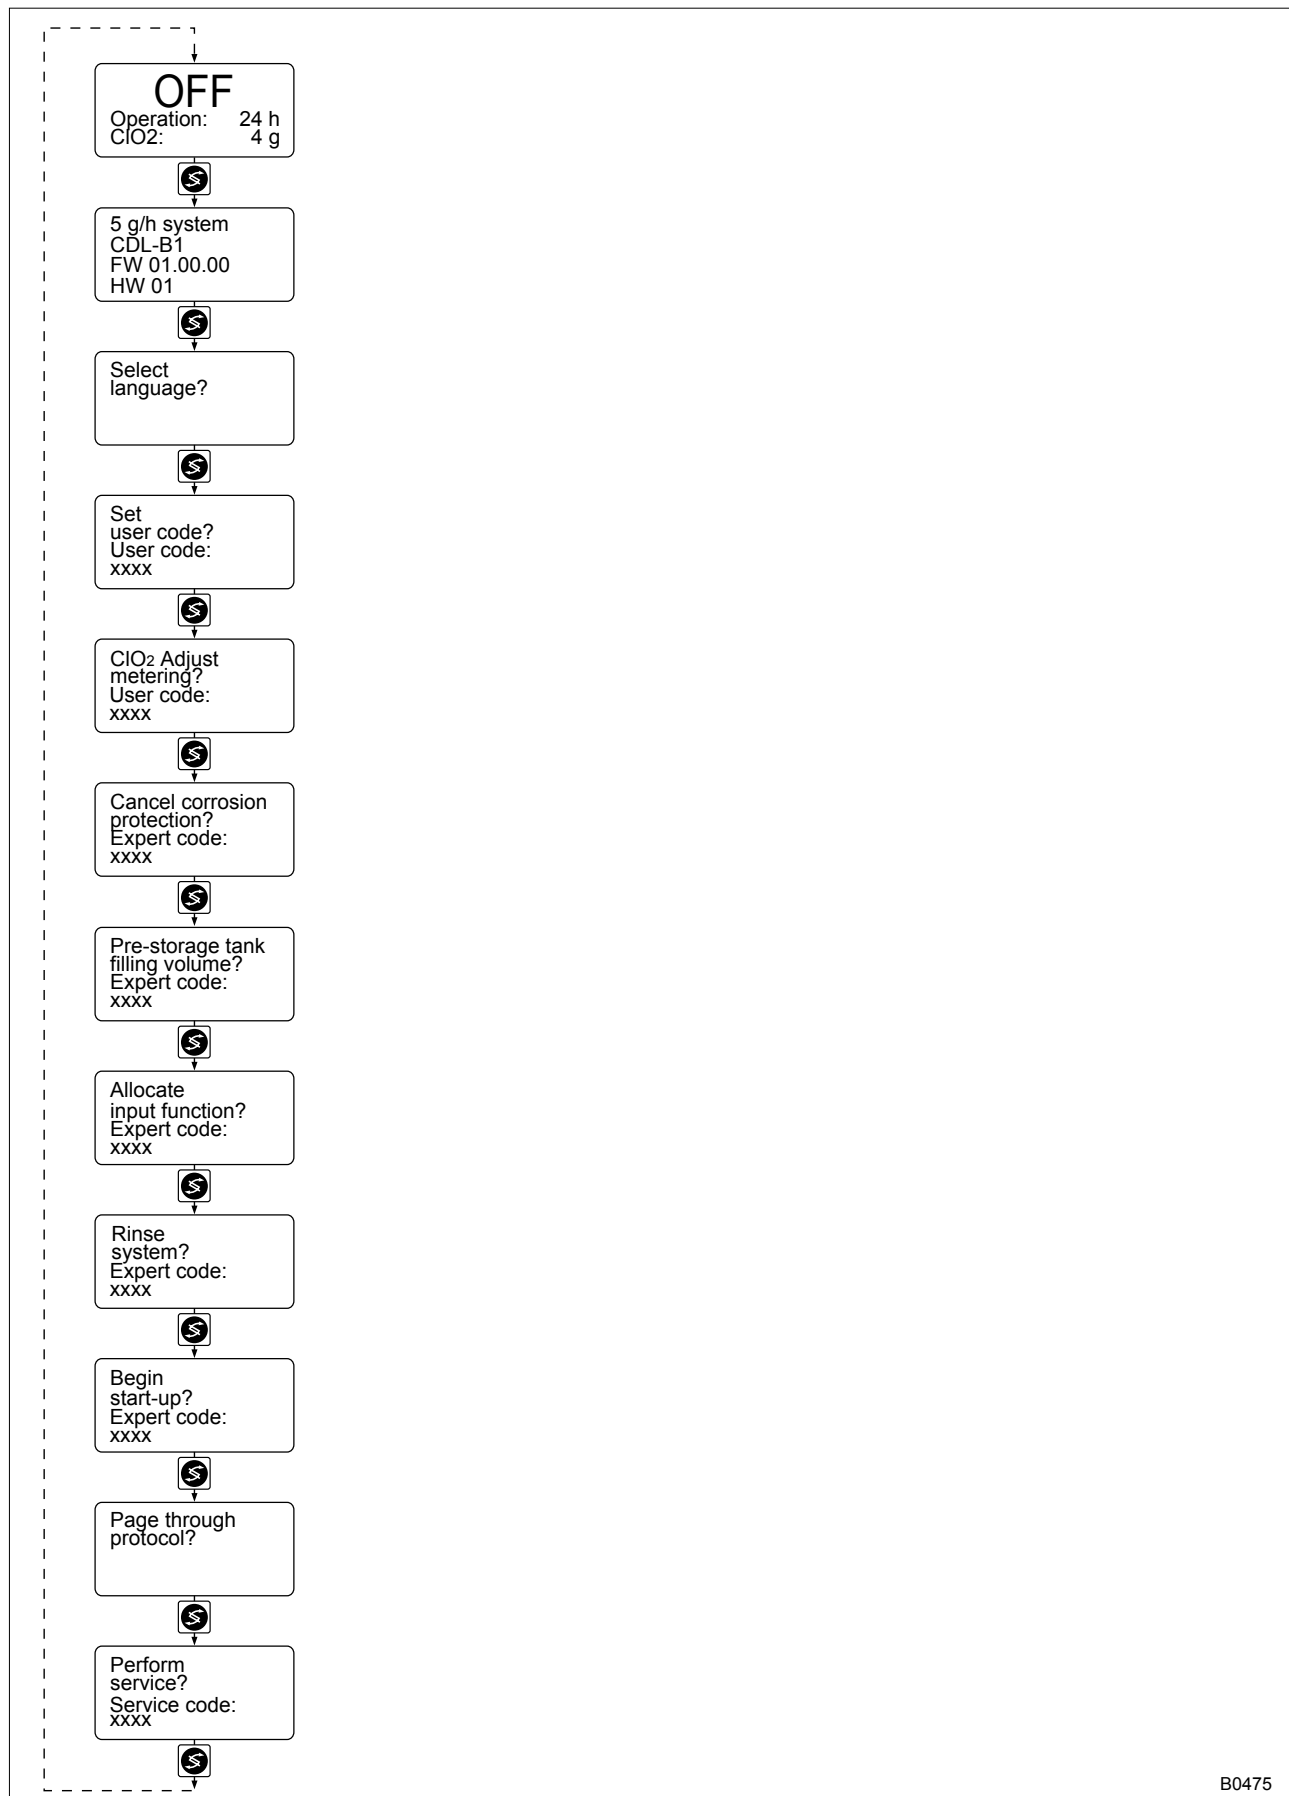 OFF
Operation: 24 h
ClO2: 4 g
5 g/h system
CDL-B1
FW 01.00.00
HW 01
Select
language?
Set
user code?
User code:
xxxx
ClO2 Adjust
metering?
User code:
xxxx
Cancel corrosion
protection?
Expert code:
xxxx
Pre-storage tank
filling volume?
Expert code:
xxxx
Allocate
input function?
Expert code:
xxxx
Rinse
system?
Expert code:
xxxx
Begin
start-up?
Expert code:
xxxx
Page through
protocol?
Perform
service?
Service code:
xxxx
B0475